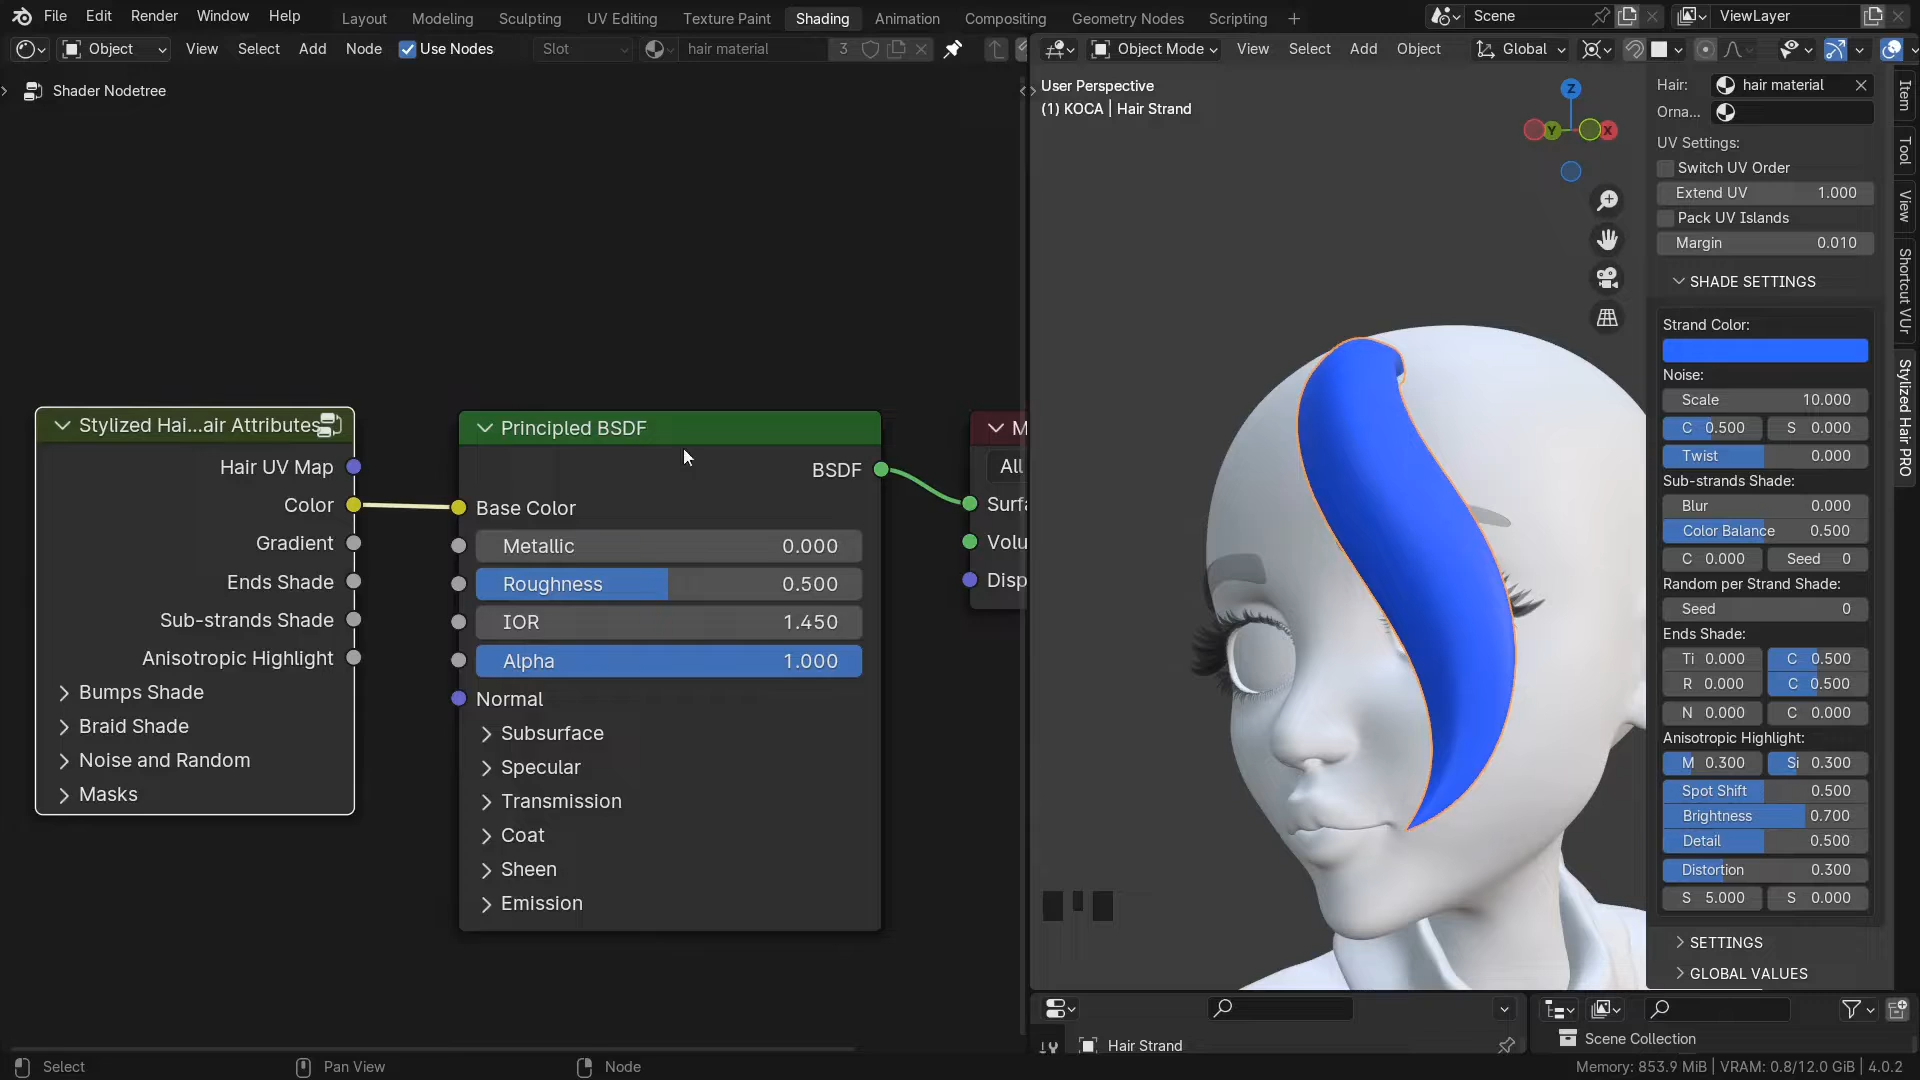 File Edit Render Window Help Layout Modeling Sculpting UV Editing Texture Paint Shading Animation Compositing Geometry Nodes Scripting + Scene ViewLayer
Object View Select Add Node Use Nodes Slot hair material 3 Object Mode View Select Add Object Global
Shader Nodetree
User Perspective
(1) KOCA | Hair Strand
Z
Y
X
Stylized Hai...air Attributes
Hair UV Map
Color
Gradient
Ends Shade
Sub-strands Shade
Anisotropic Highlight
Bumps Shade
Braid Shade
Noise and Random
Masks
Principled BSDF
BSDF
Base Color
Metallic 0.000
Roughness 0.500
IOR 1.450
Alpha 1.000
Normal
Subsurface
Specular
Transmission
Coat
Sheen
Emission
M
All
Surfa
Volu
Disp
Hair: hair material
Orna...
UV Settings:
Switch UV Order
Extend UV 1.000
Pack UV Islands
Margin 0.010
SHADE SETTINGS
Strand Color:
Noise:
Scale 10.000
C 0.500 S 0.000
Twist 0.000
Sub-strands Shade:
Blur 0.000
Color Balance 0.500
C 0.000 Seed 0
Random per Strand Shade:
Seed 0
Ends Shade:
Ti 0.000 C 0.500
R 0.000 C 0.500
N 0.000 C 0.000
Anisotropic Highlight:
M 0.300 Si 0.300
Spot Shift 0.500
Brightness 0.700
Detail 0.500
Distortion 0.300
S 5.000 S 0.000
SETTINGS
GLOBAL VALUES
Item
Tool
View
Shortcut VUr
Stylized Hair PRO
Hair Strand
Scene Collection
Select Pan View Node Memory: 853.9 MiB | VRAM: 0.8/12.0 GiB | 4.0.2